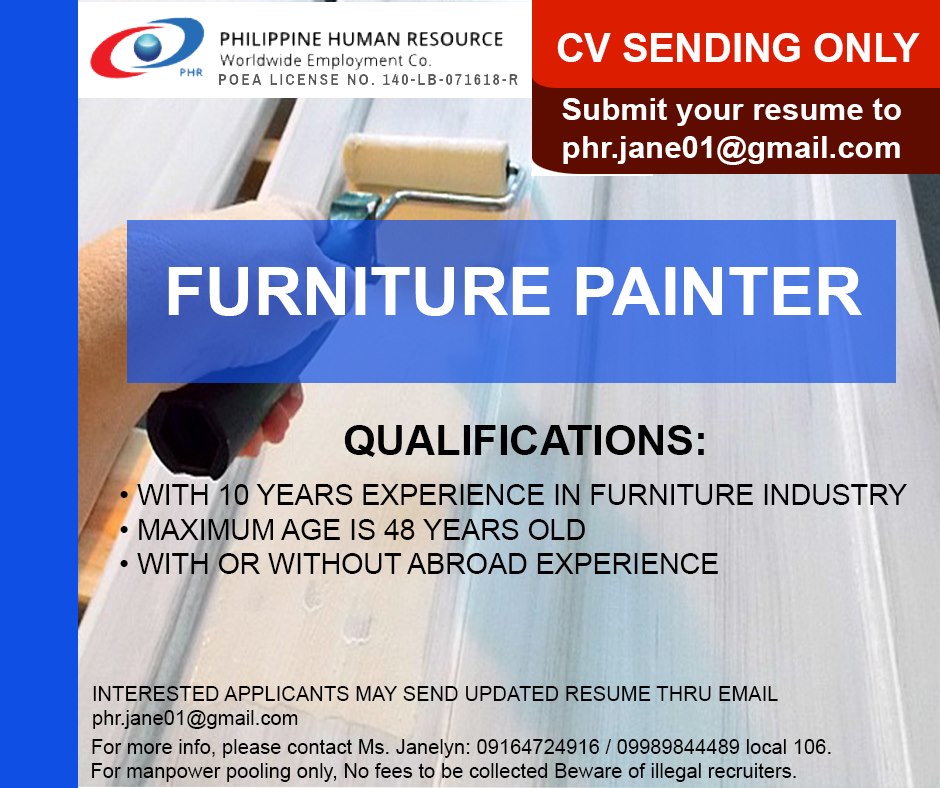 PHILIPPINE HUMAN RESOURCE
Worldwide Employment Co.
PHR
POEA LICENSE NO. 140-LB-071618-R
CV SENDING ONLY
Submit your resume to
phr.jane01@gmail.com
FURNITURE PAINTER
QUALIFICATIONS:
• WITH 10 YEARS EXPERIENCE IN FURNITURE INDUSTRY
• MAXIMUM AGE IS 48 YEARS OLD
• WITH OR WITHOUT ABROAD EXPERIENCE
INTERESTED APPLICANTS MAY SEND UPDATED RESUME THRU EMAIL
phr.jane01@gmail.com
For more info, please contact Ms. Janelyn: 09164724916 / 09989844489 local 106.
For manpower pooling only, No fees to be collected Beware of illegal recruiters.